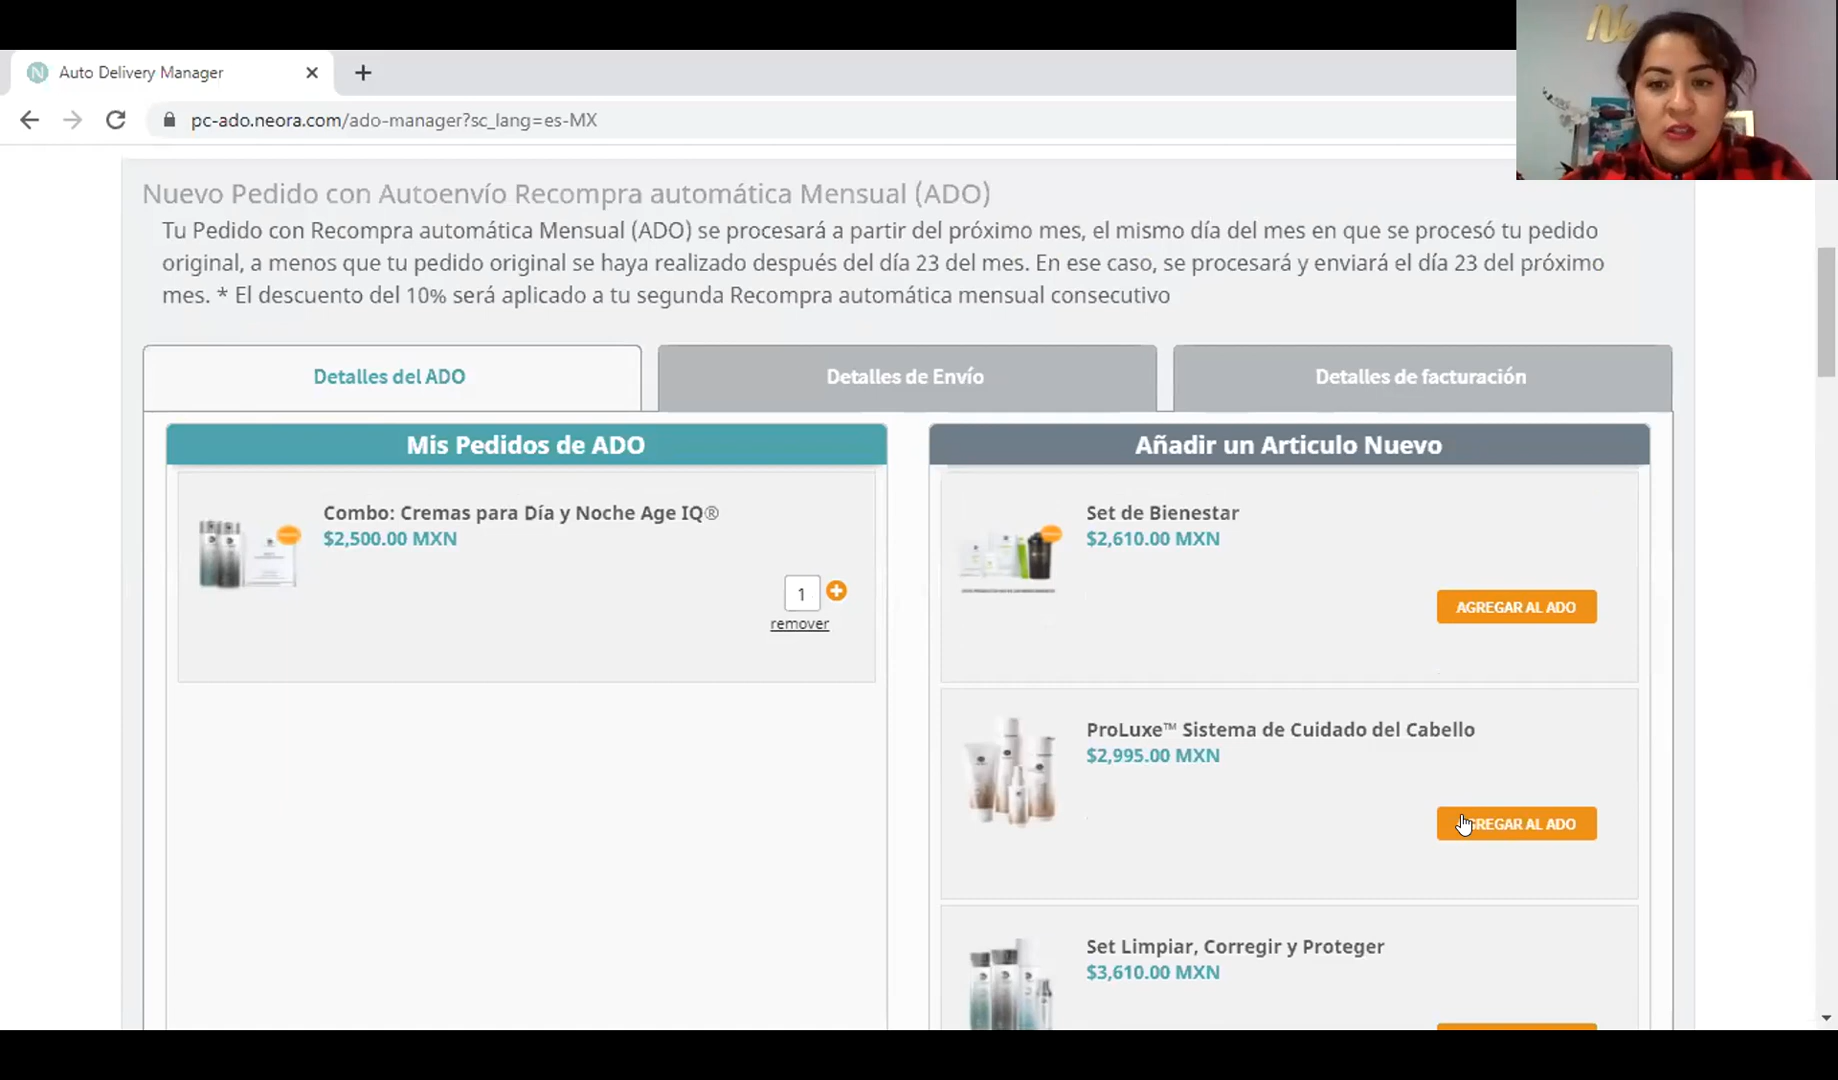 Auto Delivery Manager
pc-ado.neora.com/ado-manager?sc_lang=es-MX
Nuevo Pedido con Autoenvío Recompra automática Mensual (ADO)
Tu Pedido con Recompra automática Mensual (ADO) se procesará a partir del próximo mes, el mismo día del mes en que se procesó tu pedido
original, a menos que tu pedido original se haya realizado después del día 23 del mes. En ese caso, se procesará y enviará el día 23 del próximo
mes. * El descuento del 10% será aplicado a tu segunda Recompra automática mensual consecutivo
Detalles del ADO
Detalles de Envío
Detalles de facturación
Mis Pedidos de ADO
Combo: Cremas para Día y Noche Age IQ®
$2,500.00 MXN
1
remover
Añadir un Articulo Nuevo
Set de Bienestar
$2,610.00 MXN
AGREGAR AL ADO
ProLuxe™ Sistema de Cuidado del Cabello
$2,995.00 MXN
AGREGAR AL ADO
Set Limpiar, Corregir y Proteger
$3,610.00 MXN